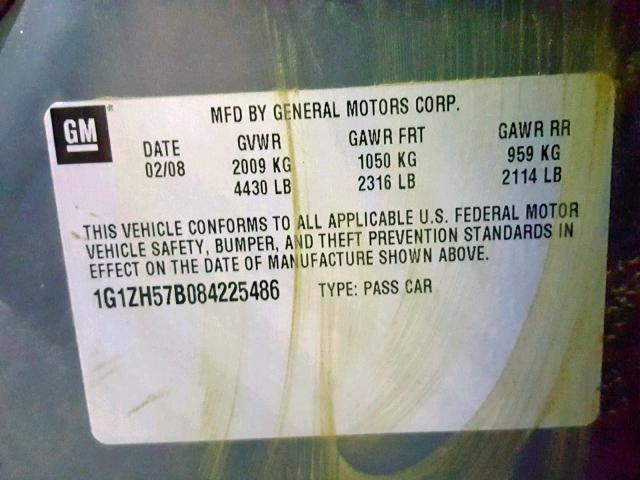 GM
MFD BY GENERAL MOTORS CORP.
DATE GVWR GAWR FRT GAWR RR
02/08 2009 KG 1050 KG 959 KG
4430 LB 2316 LB 2114 LB
THIS VEHICLE CONFORMS TO ALL APPLICABLE U.S. FEDERAL MOTOR
VEHICLE SAFETY, BUMPER, AND THEFT PREVENTION STANDARDS IN
EFFECT ON THE DATE OF MANUFACTURE SHOWN ABOVE.
1G1ZH57B084225486 TYPE: PASS CAR